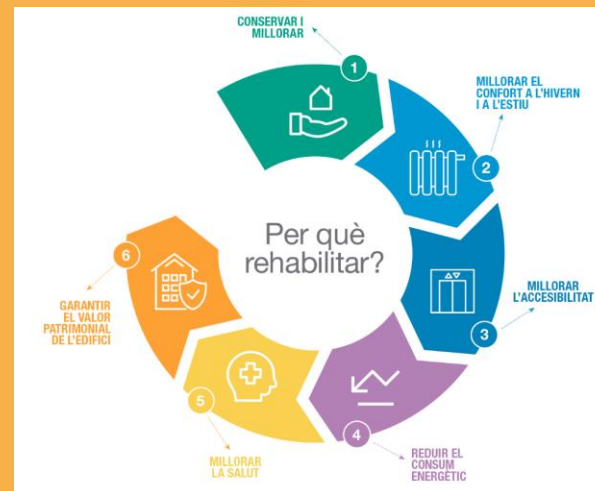 Per què
rehabilitar?
1
CONSERVAR I
MILLORAR
2
MILLORAR EL
CONFORT A L'HIVERN
I A L'ESTIU
3
MILLORAR
L'ACCESIBILITAT
4
REDUIR EL
CONSUM
ENERGÈTIC
5
MILLORAR
LA SALUT
6
GARANTIR
EL VALOR
PATRIMONIAL
DE L'EDIFICI